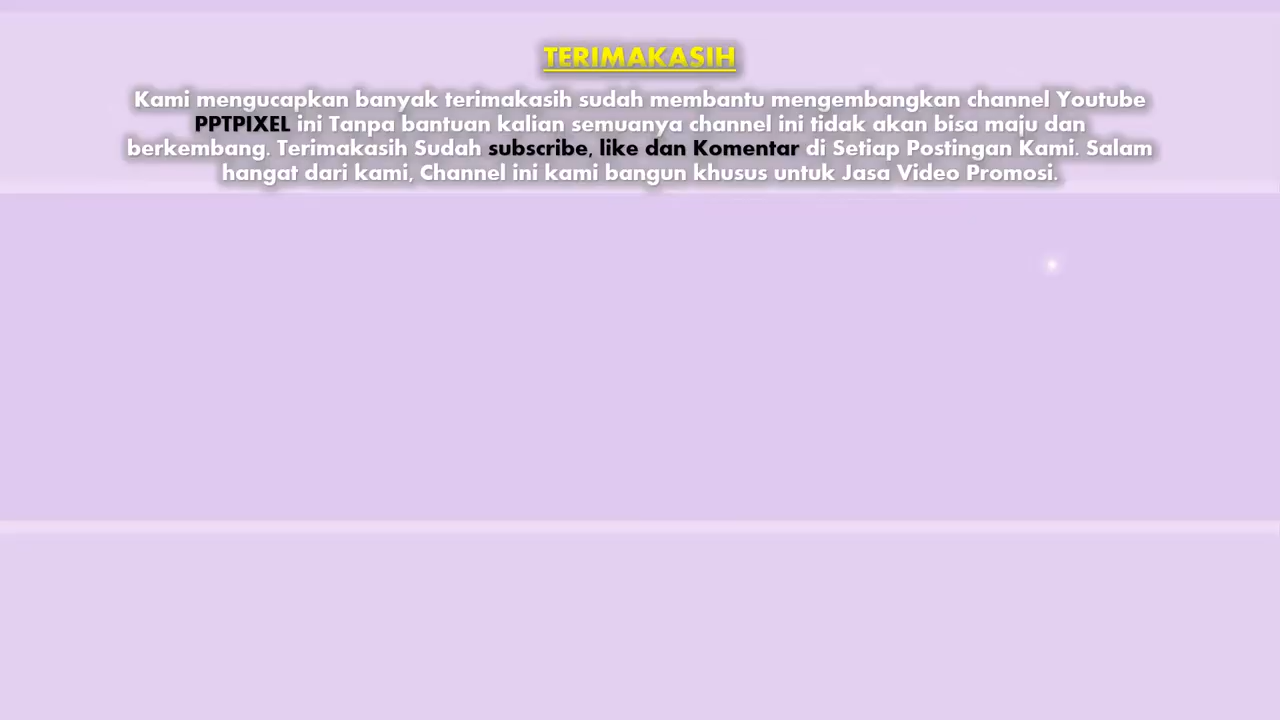 TERIMAKASIH
Kami mengucapkan banyak terimakasih sudah membantu mengembangkan channel Youtube
PPTPIXEL ini Tanpa bantuan kalian semuanya channel ini tidak akan bisa maju dan
berkembang. Terimakasih Sudah subscribe, like dan Komentar di Setiap Postingan Kami. Salam
hangat dari kami, Channel ini kami bangun khusus untuk Jasa Video Promosi.